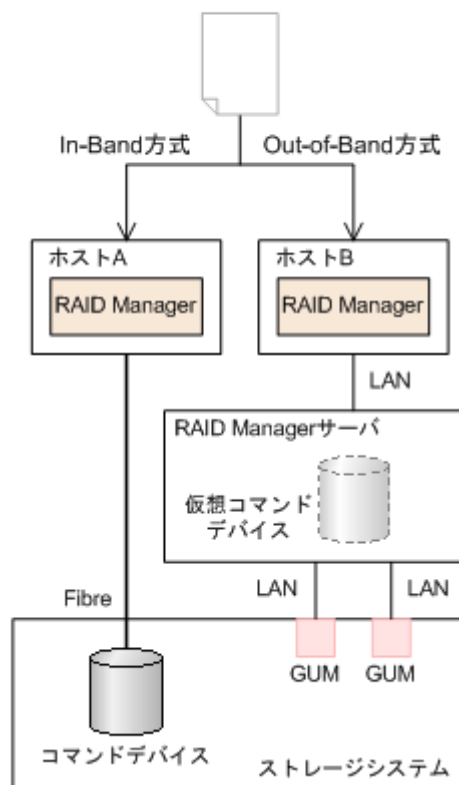 In-Band方式
Out-of-Band方式
ホストA
RAID Manager
ホストB
RAID Manager
LAN
RAID Managerサーバ
仮想コマンド
デバイス
LAN
LAN
Fibre
GUM
GUM
コマンドデバイス
ストレージシステム